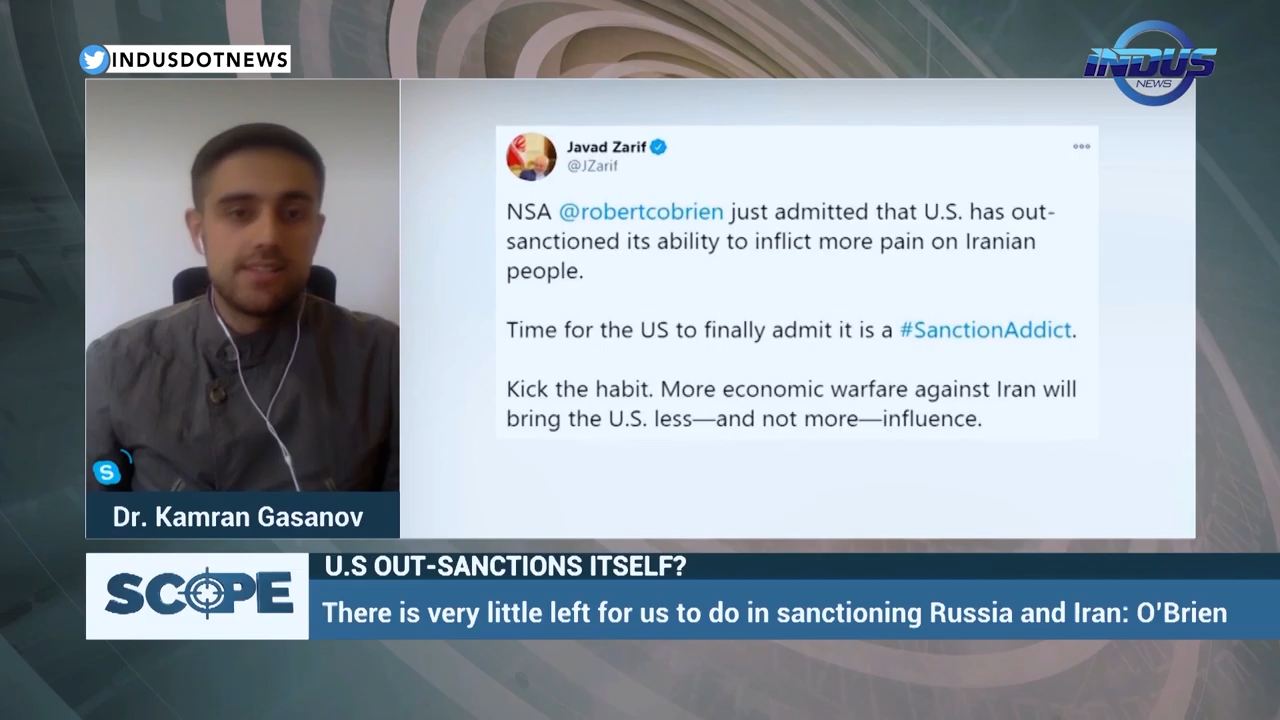 INDUSDOTNEWS
INDUS
NEWS
Javad Zarif
@JZarif
NSA @robertcobrien just admitted that U.S. has out-
sanctioned its ability to inflict more pain on Iranian
people.
Time for the US to finally admit it is a #SanctionAddict.
Kick the habit. More economic warfare against Iran will
bring the U.S. less—and not more—influence.
S
Dr. Kamran Gasanov
SCOPE
U.S OUT-SANCTIONS ITSELF?
There is very little left for us to do in sanctioning Russia and Iran: O'Brien